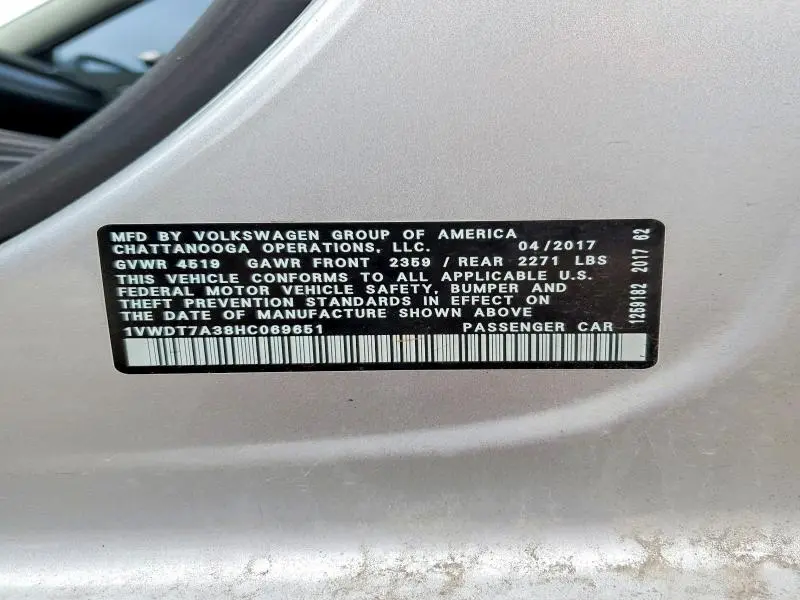 MFD BY VOLKSWAGEN GROUP OF AMERICA
CHATTANOOGA OPERATIONS, LLC. 04/2017
GVWR 4519 GAWR FRONT 2359 / REAR 2271 LBS
THIS VEHICLE CONFORMS TO ALL APPLICABLE U.S.
FEDERAL MOTOR VEHICLE SAFETY, BUMPER AND
THEFT PREVENTION STANDARDS IN EFFECT ON
THE DATE OF MANUFACTURE SHOWN ABOVE
1VWDT7A38HC069651 PASSENGER CAR
1259182 2017 62